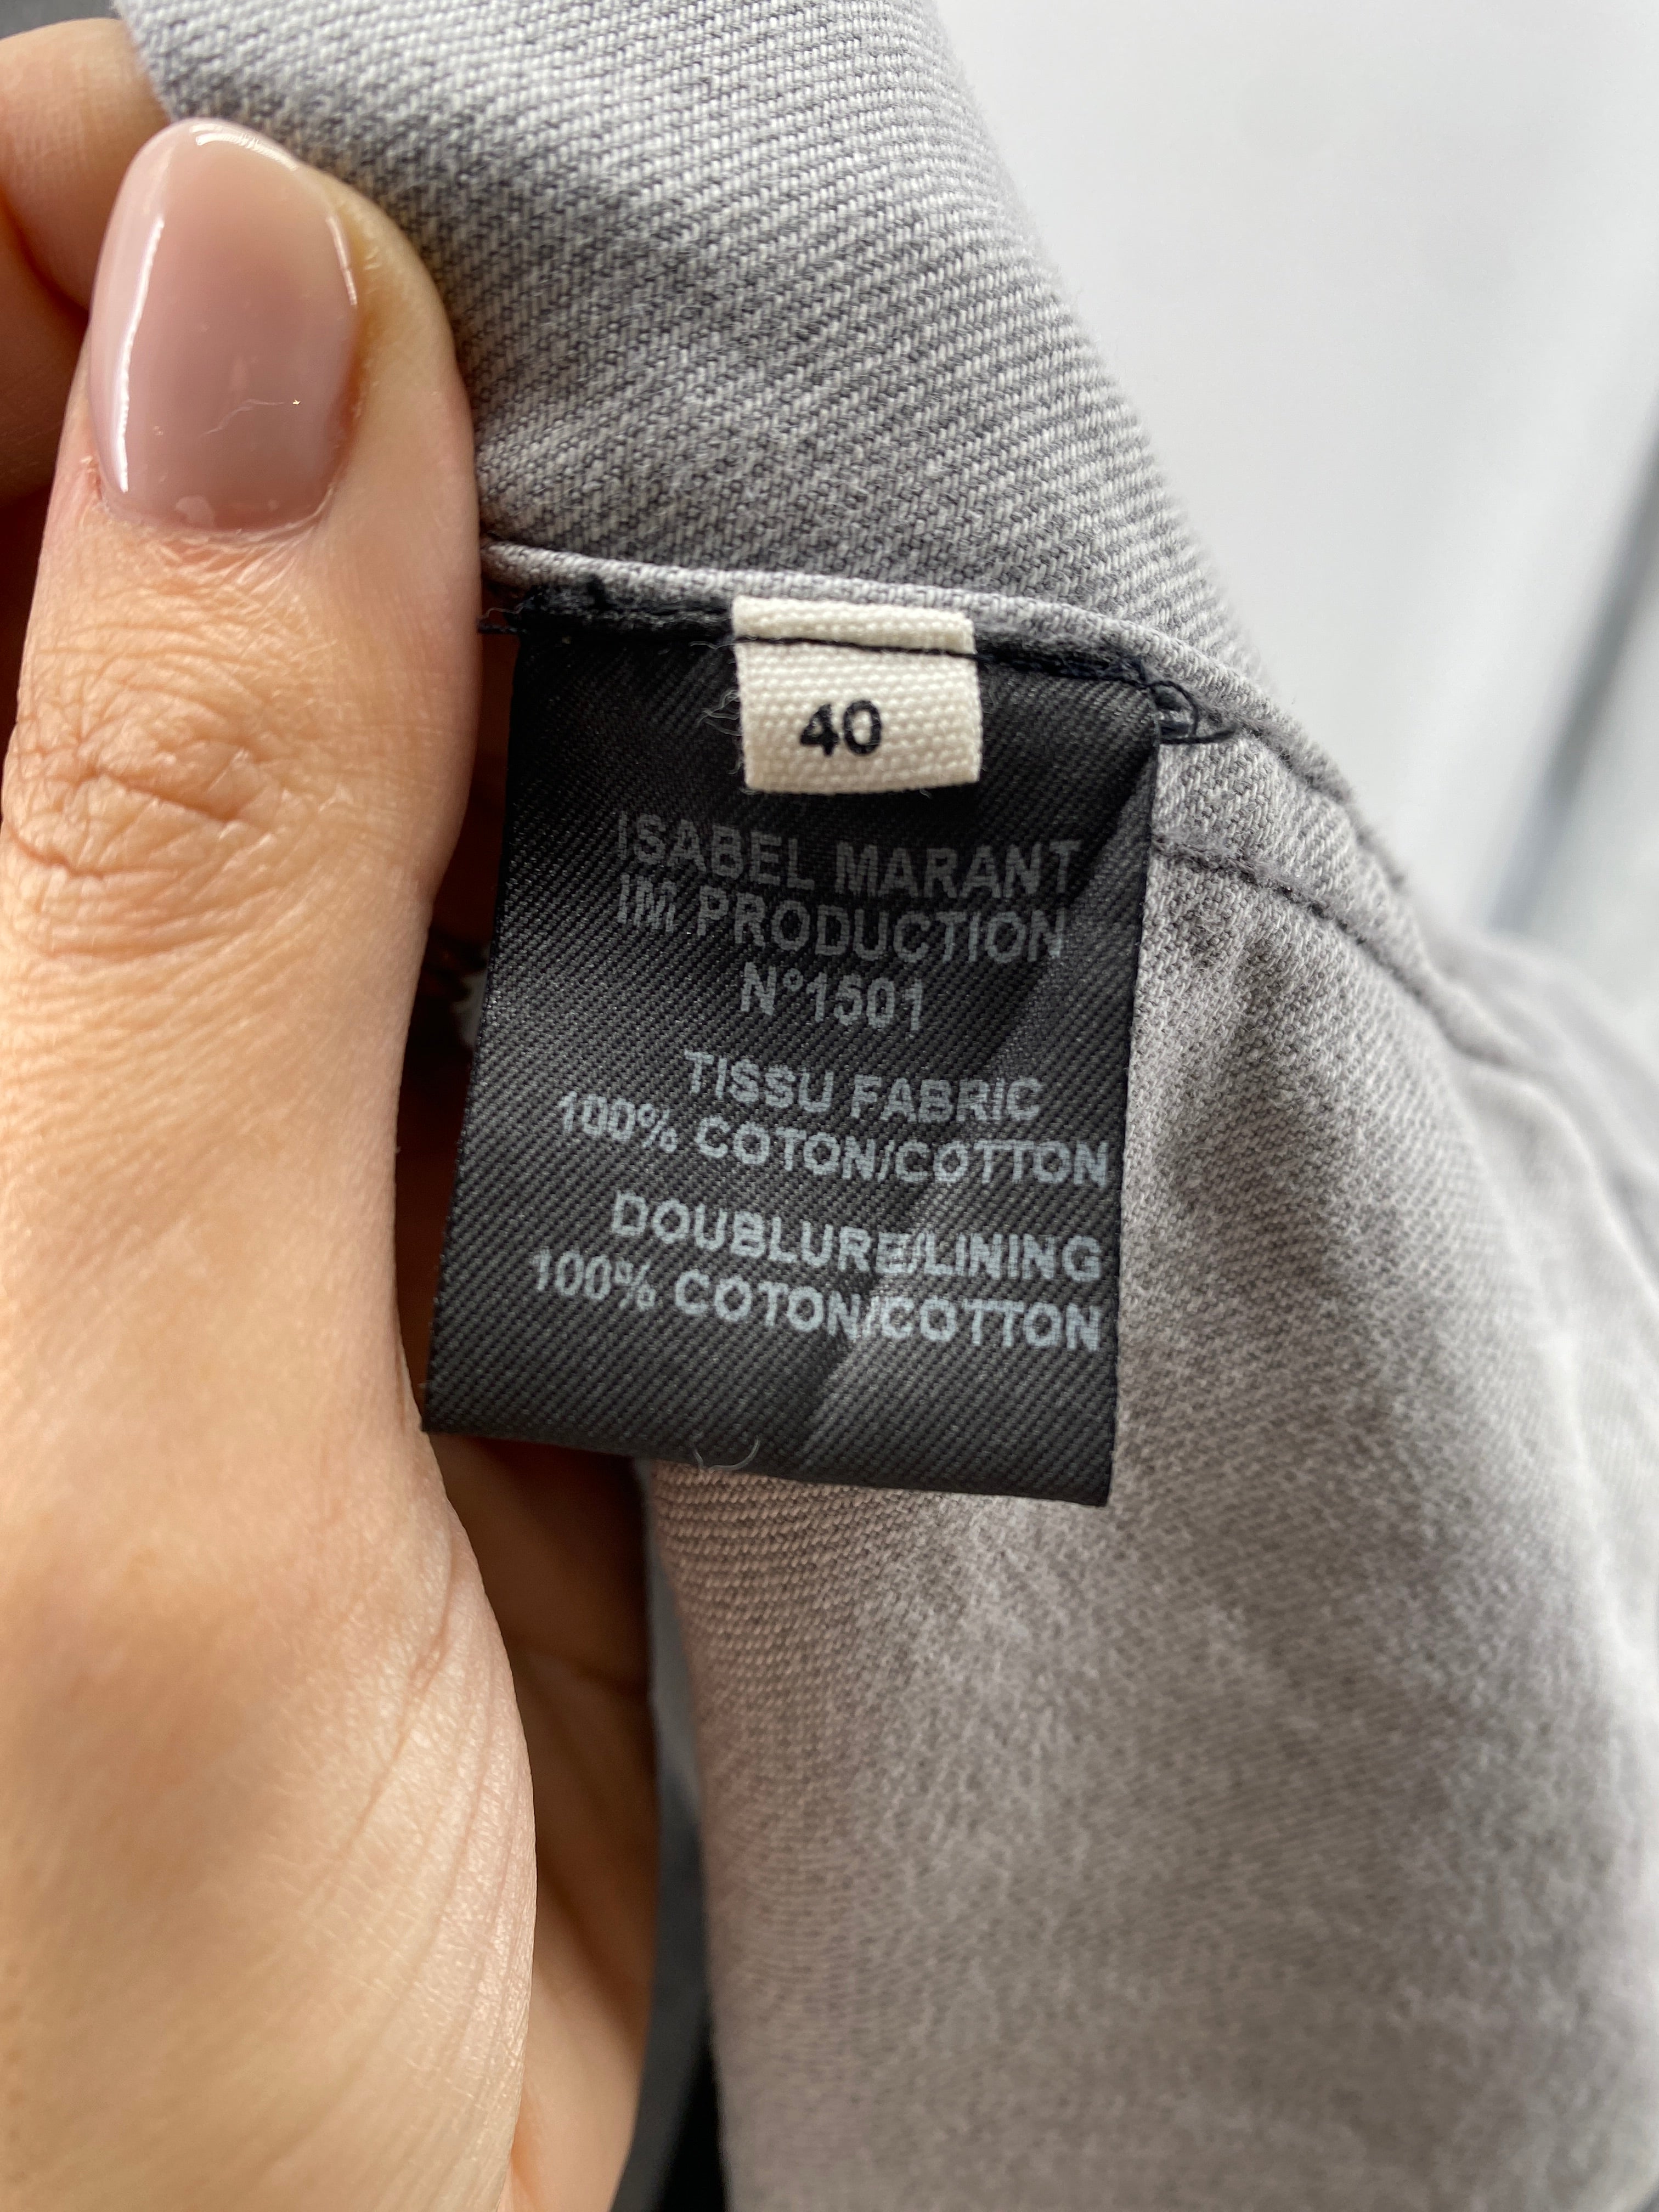 40
ISABEL MARANT
IM PRODUCTION
N°1501
TISSU FABRIC
100% COTON/COTTON
DOUBLURE/LINING
100% COTON/COTTON